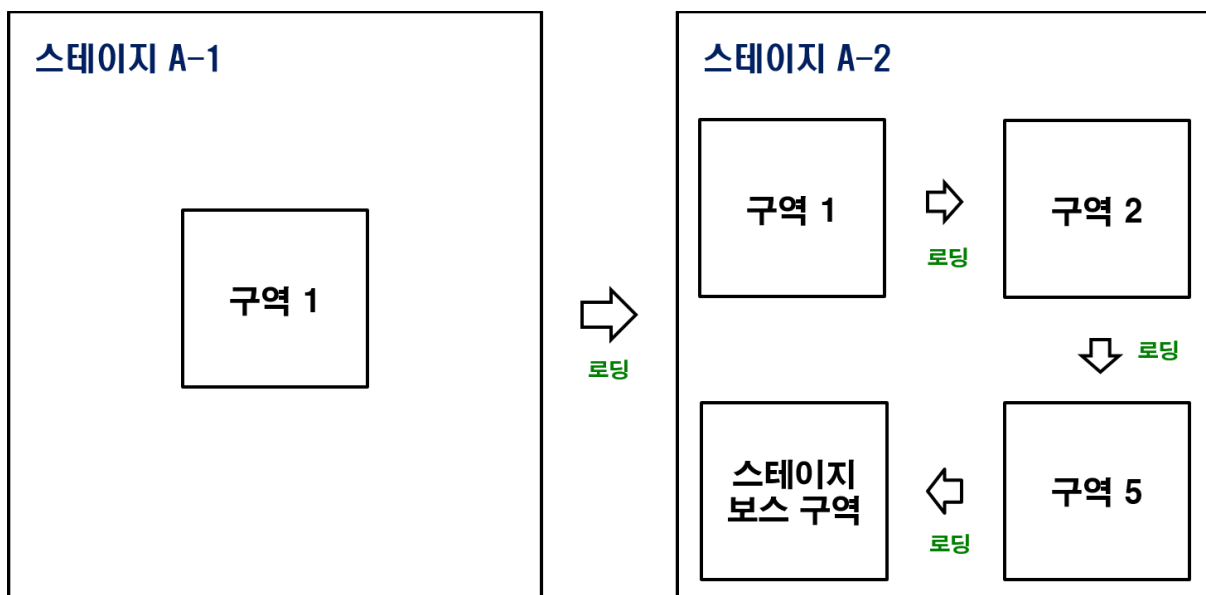 스테이지 A-1
구역 1
로딩
스테이지 A-2
구역 1
로딩
구역 2
로딩
구역 5
로딩
스테이지
보스 구역